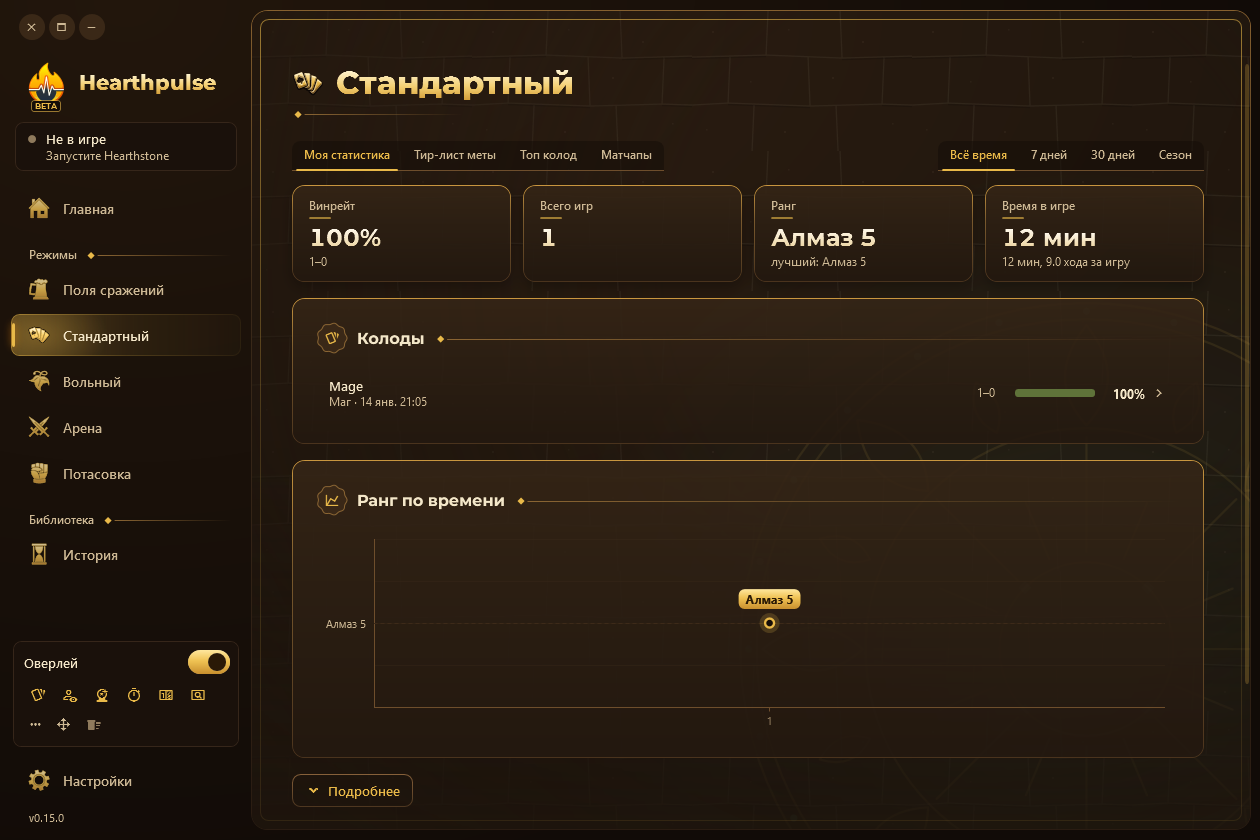 Hearthpulse
BETA
Не в игре
Запустите Hearthstone
Главная
Режимы
Поля сражений
Стандартный
Вольный
Арена
Потасовка
Библиотека
История
Оверлей
Настройки
v0.15.0
Стандартный
Моя статистика
Тир-лист меты
Топ колод
Матчапы
Всё время
7 дней
30 дней
Сезон
Винрейт
100%
1–0
Всего игр
1
Ранг
Алмаз 5
лучший: Алмаз 5
Время в игре
12 мин
12 мин, 9.0 хода за игру
Колоды
Mage
Маг · 14 янв. 21:05
1–0
100%
Ранг по времени
Алмаз 5
Алмаз 5
1
Подробнее